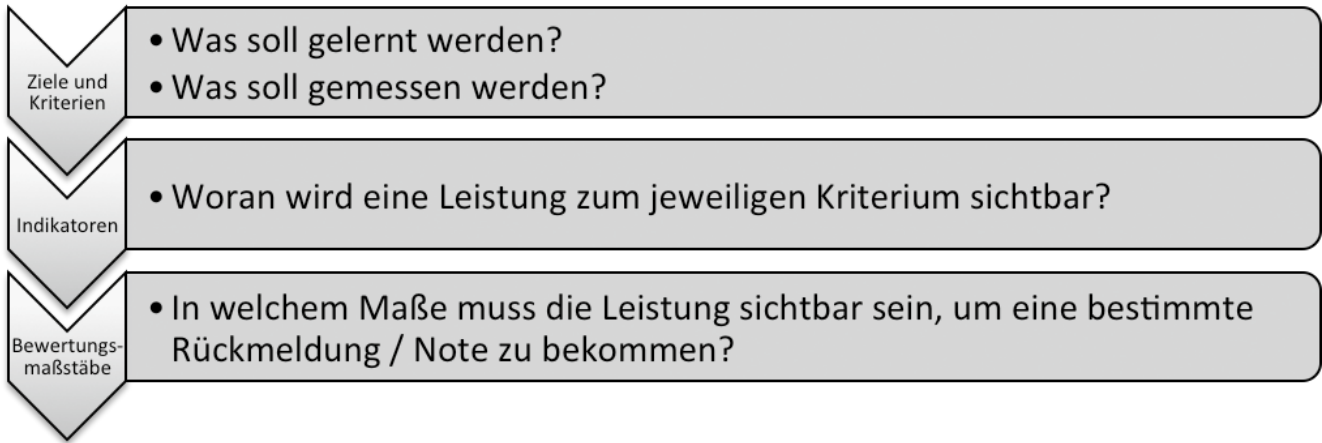 Ziele und
Kriterien
• Was soll gelernt werden?
• Was soll gemessen werden?
Indikatoren
• Woran wird eine Leistung zum jeweiligen Kriterium sichtbar?
Bewertungs-
maßstäbe
• In welchem Maße muss die Leistung sichtbar sein, um eine bestimmte
Rückmeldung / Note zu bekommen?